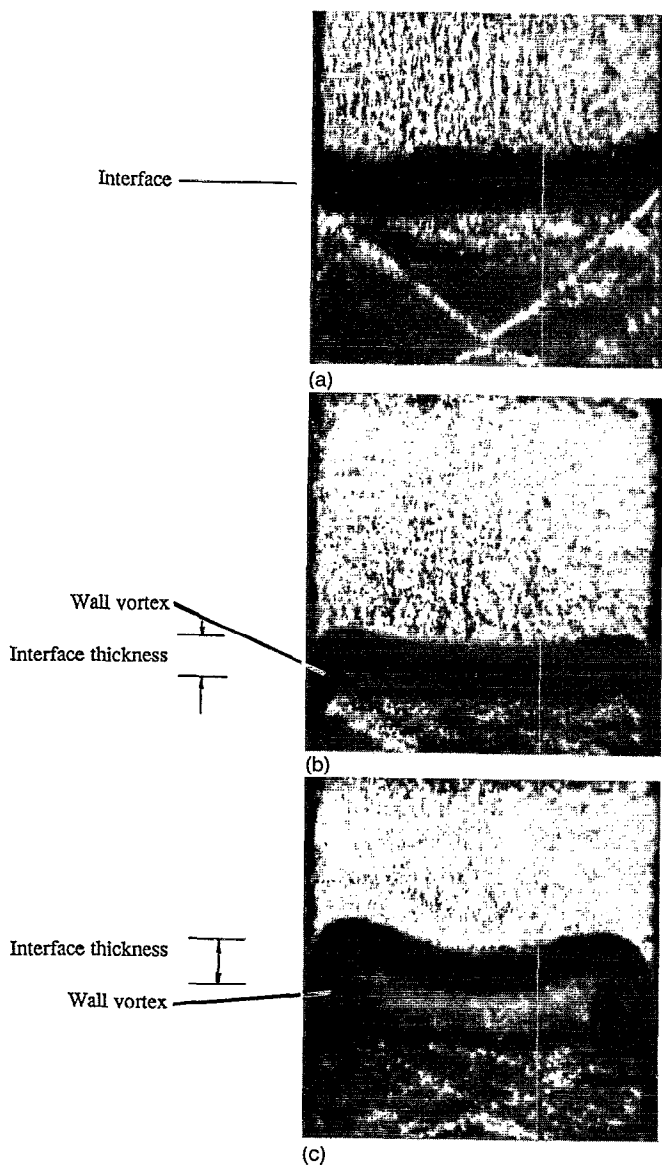 Interface
(a)
Wall vortex
Interface thickness
(b)
Interface thickness
Wall vortex
(c)